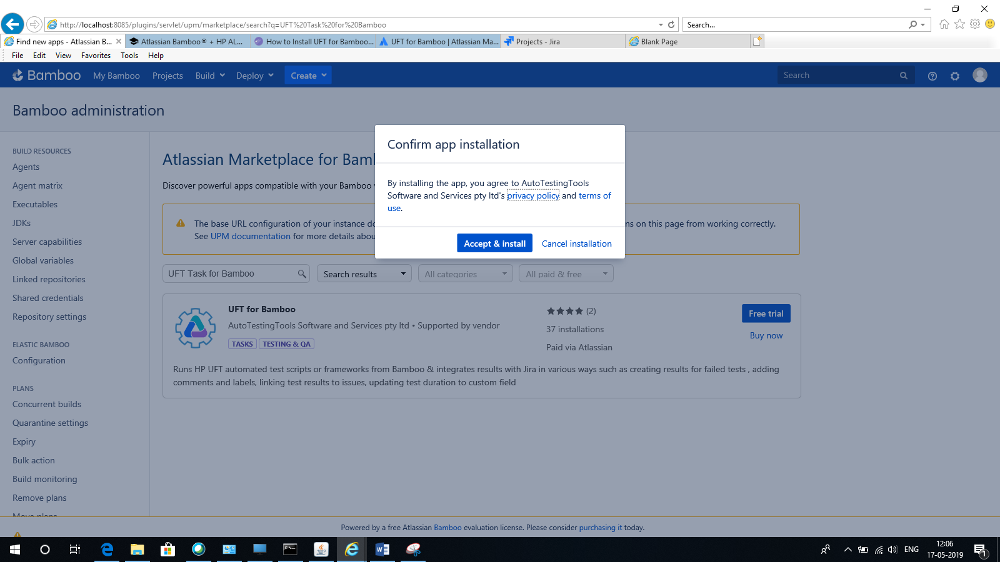 http://localhost:8085/plugins/servlet/upm/marketplace/search?q=UFT%20Task%20for%20Bamboo
Search...
Find new apps - Atlassian B...
Atlassian Bamboo® + HP AL...
How to Install UFT for Bamboo...
UFT for Bamboo | Atlassian Ma...
Projects - Jira
Blank Page
File Edit View Favorites Tools Help
Bamboo My Bamboo Projects Build Deploy Create Search
Bamboo administration
BUILD RESOURCES
Agents
Agent matrix
Executables
JDKs
Server capabilities
Global variables
Linked repositories
Shared credentials
Repository settings
ELASTIC BAMBOO
Configuration
PLANS
Concurrent builds
Quarantine settings
Expiry
Bulk action
Build monitoring
Remove plans
Move plans
Atlassian Marketplace for Bam
Discover powerful apps compatible with your Bamboo
The base URL configuration of your instance do
ns on this page from working correctly.
See UPM documentation for more details abou
Confirm app installation
By installing the app, you agree to AutoTestingTools
Software and Services pty ltd's privacy policy and terms of
use.
Accept & install Cancel installation
UFT Task for Bamboo Search results All categories All paid & free
UFT for Bamboo
AutoTestingTools Software and Services pty ltd • Supported by vendor
TASKS TESTING & QA
(2)
37 installations
Paid via Atlassian
Free trial
Buy now
Runs HP UFT automated test scripts or frameworks from Bamboo & integrates results with Jira in various ways such as creating results for failed tests , adding
comments and labels, linking test results to issues, updating test duration to custom field
Powered by a free Atlassian Bamboo evaluation license. Please consider purchasing it today.
ENG
12:06
17-05-2019
1